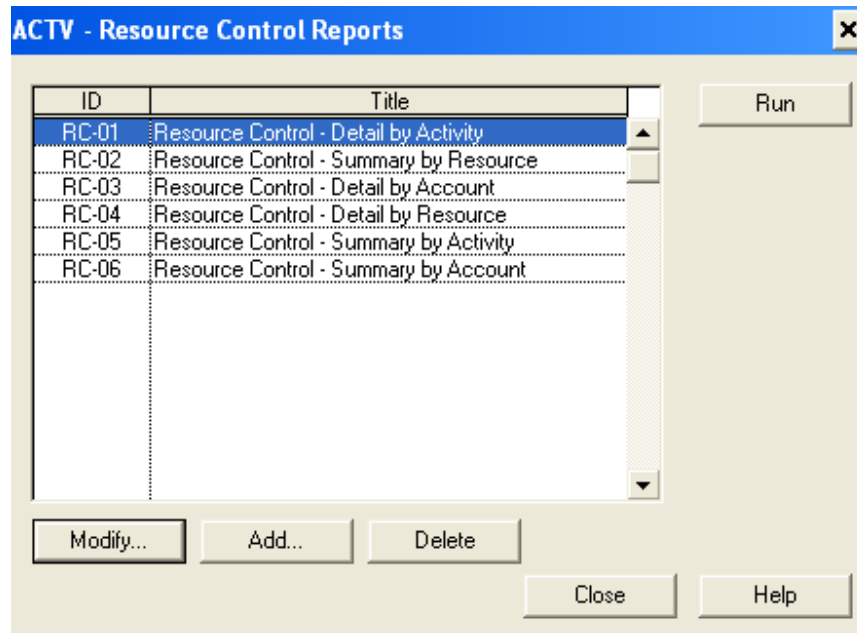 ACTV - Resource Control Reports
ID Title
RC-01 Resource Control - Detail by Activity
RC-02 Resource Control - Summary by Resource
RC-03 Resource Control - Detail by Account
RC-04 Resource Control - Detail by Resource
RC-05 Resource Control - Summary by Activity
RC-06 Resource Control - Summary by Account
Run
Modify... Add... Delete
Close Help